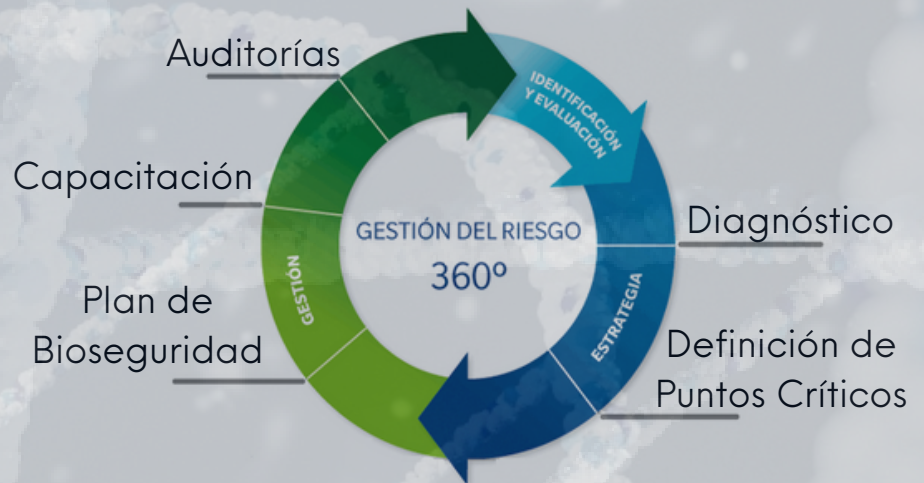 Auditorías
IDENTIFICACIÓN
Y EVALUACIÓN
Capacitación
GESTIÓN DEL RIESGO
360º
Diagnóstico
GESTIÓN
ESTRATEGIA
Plan de
Bioseguridad
Definición de
Puntos Críticos